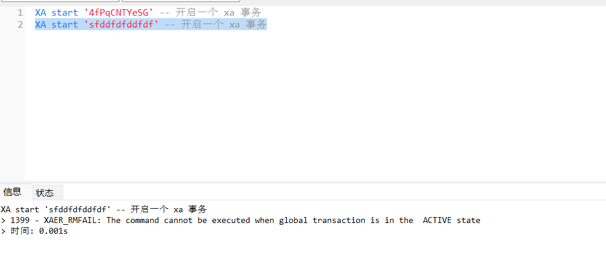 1 XA start '4fPqCNTYeSG' -- 开启一个 xa 事务
2 XA start 'sfddfdfddfdf' -- 开启一个 xa 事务
信息 状态
XA start 'sfddfdfddfdf' -- 开启一个 xa 事务
> 1399 - XAER_RMFAIL: The command cannot be executed when global transaction is in the  ACTIVE state
> 时间: 0.001s